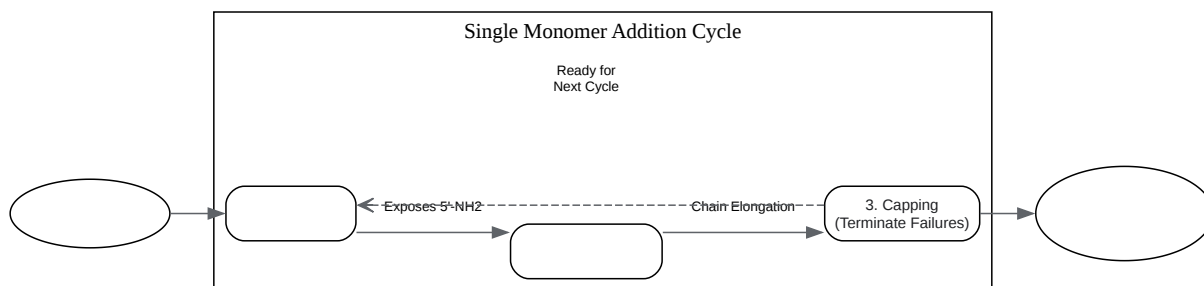 Single Monomer Addition Cycle
Ready for
Next Cycle
Exposes 5'-NH2
Chain Elongation
3. Capping
(Terminate Failures)